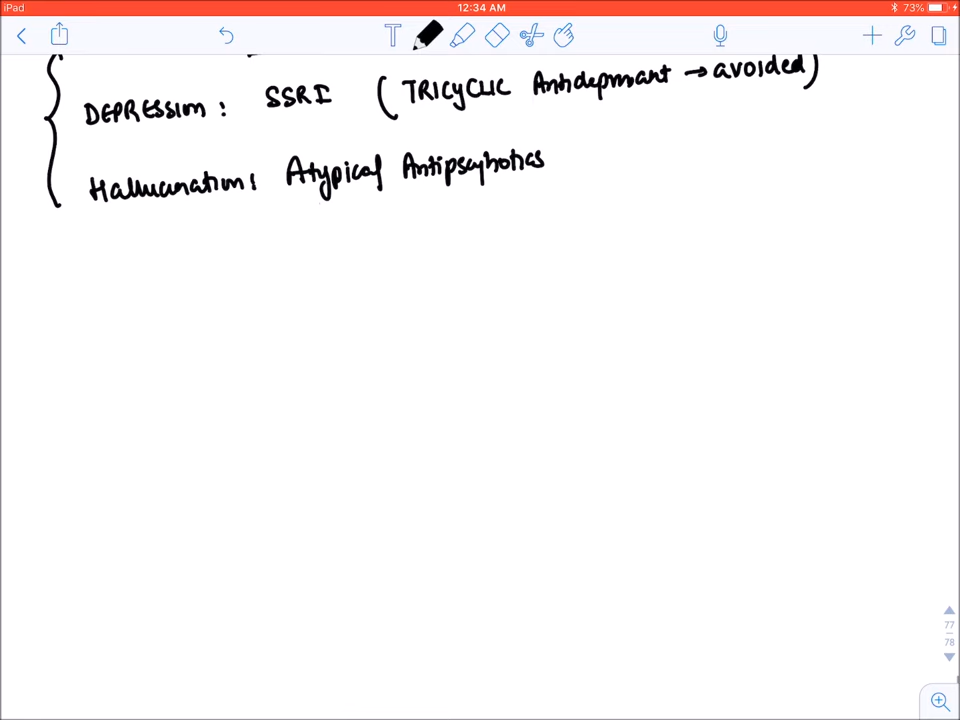 iPad 12:34 AM 73%
T
DEPRESSION : SSRI (TRICYCLIC Antidepressant → avoided)
Hallucination : Atypical Antipsychotics
77
78